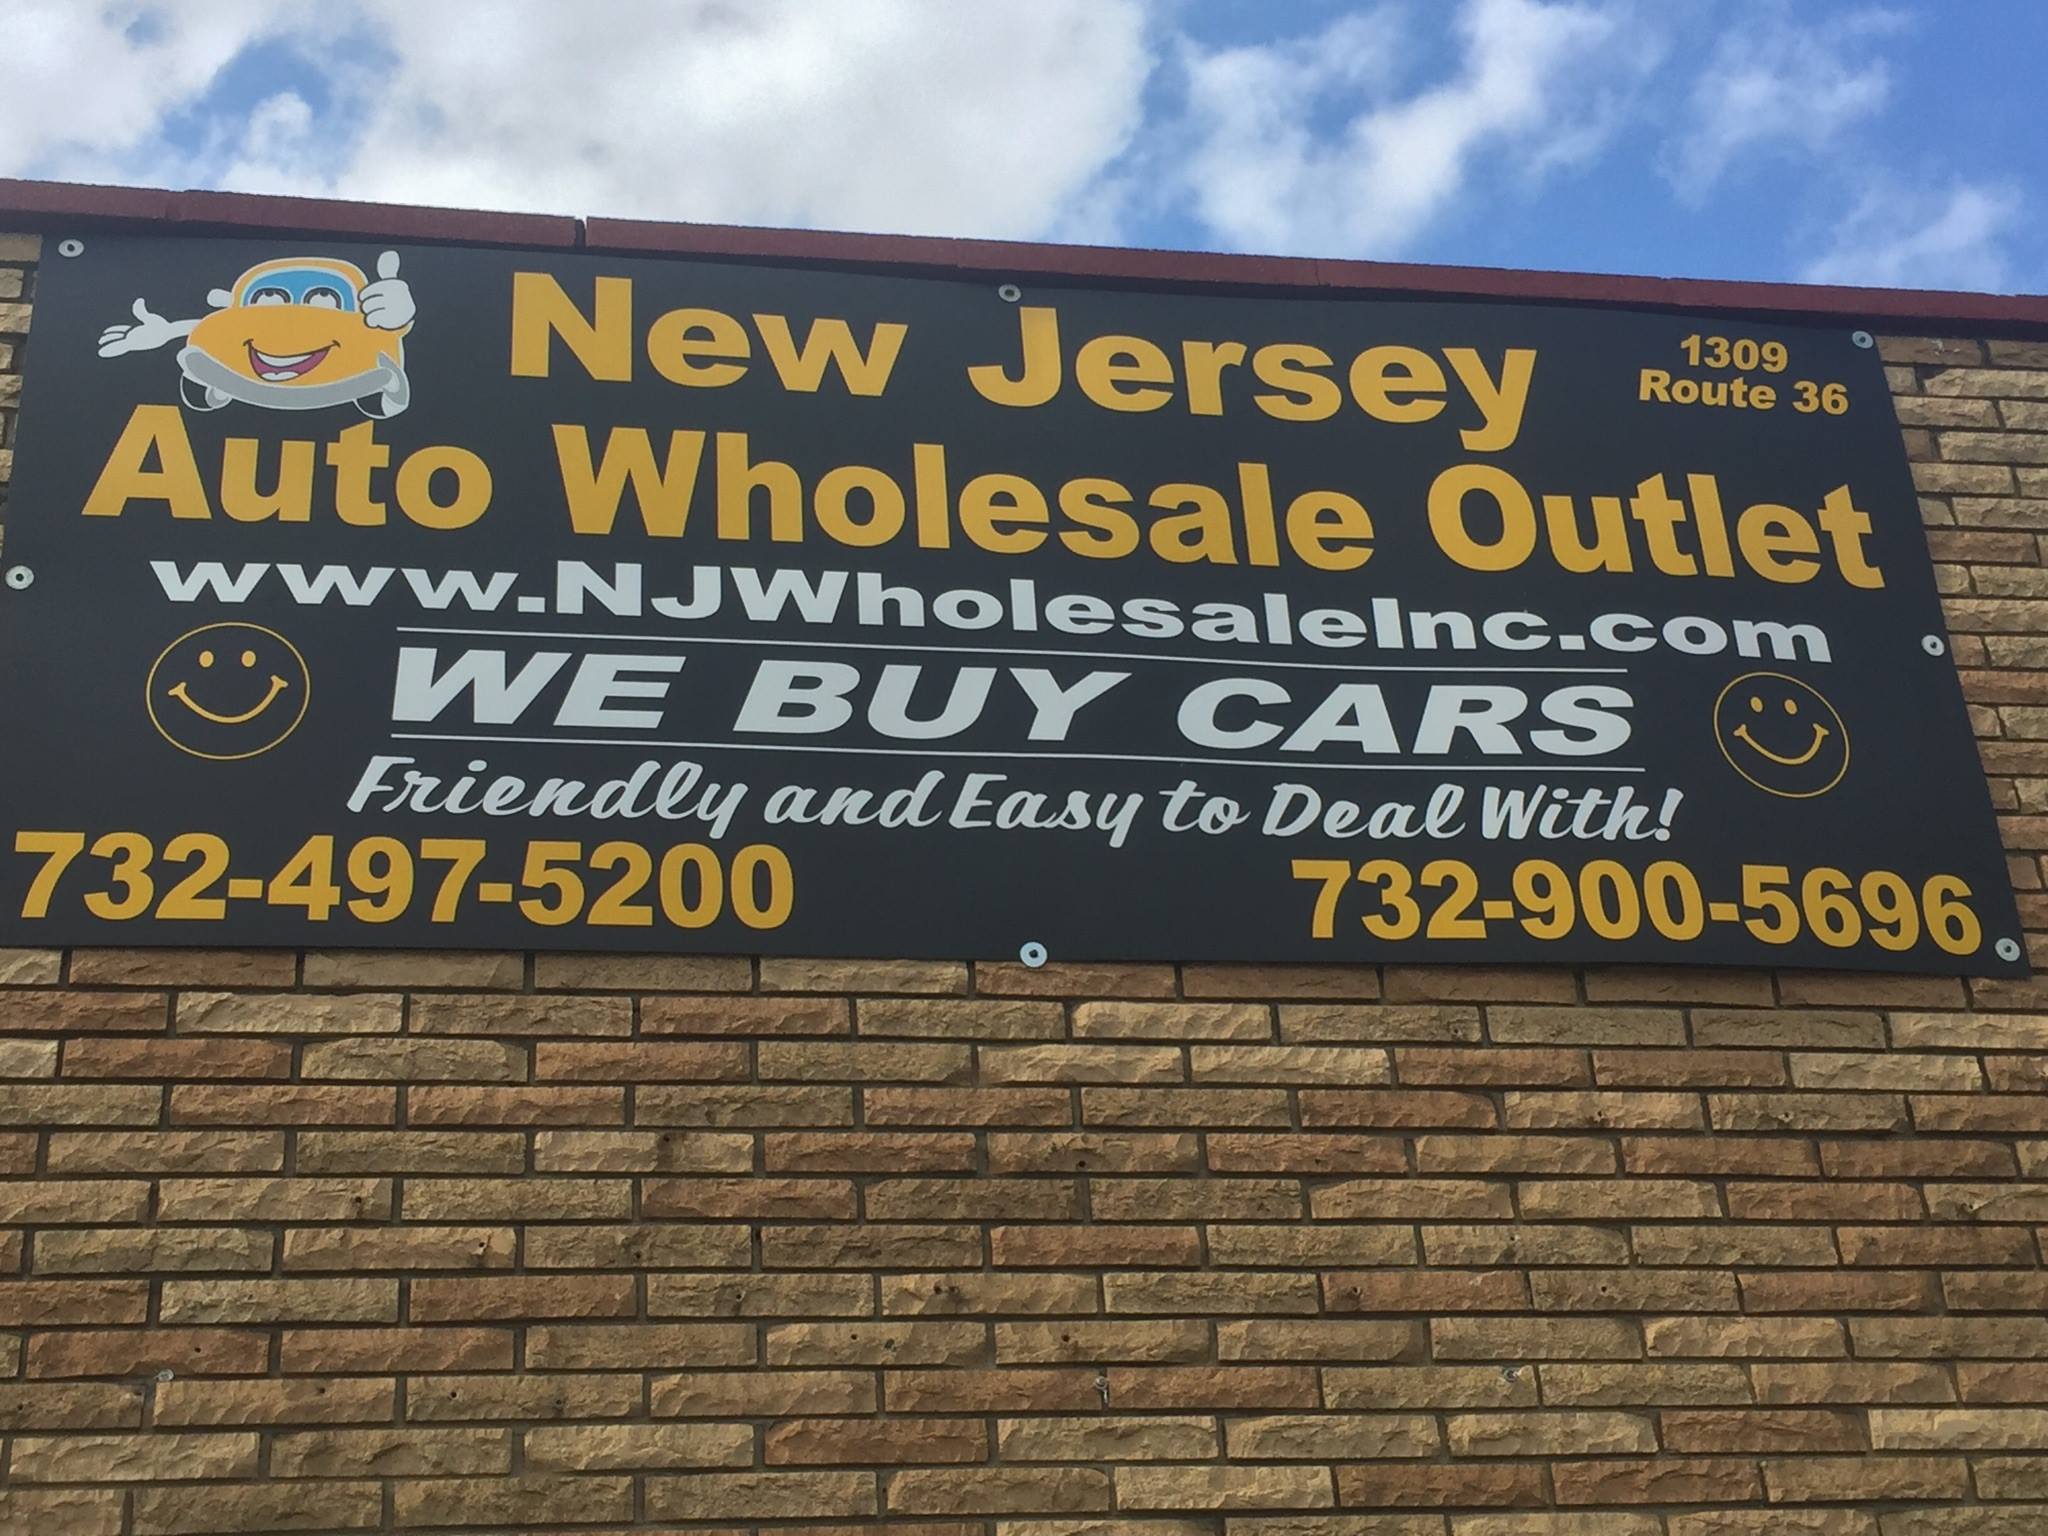 New Jersey
1309
Route 36
Auto Wholesale Outlet
www.NJWholesaleInc.com
WE BUY CARS
Friendly and Easy to Deal With!
732-497-5200
732-900-5696